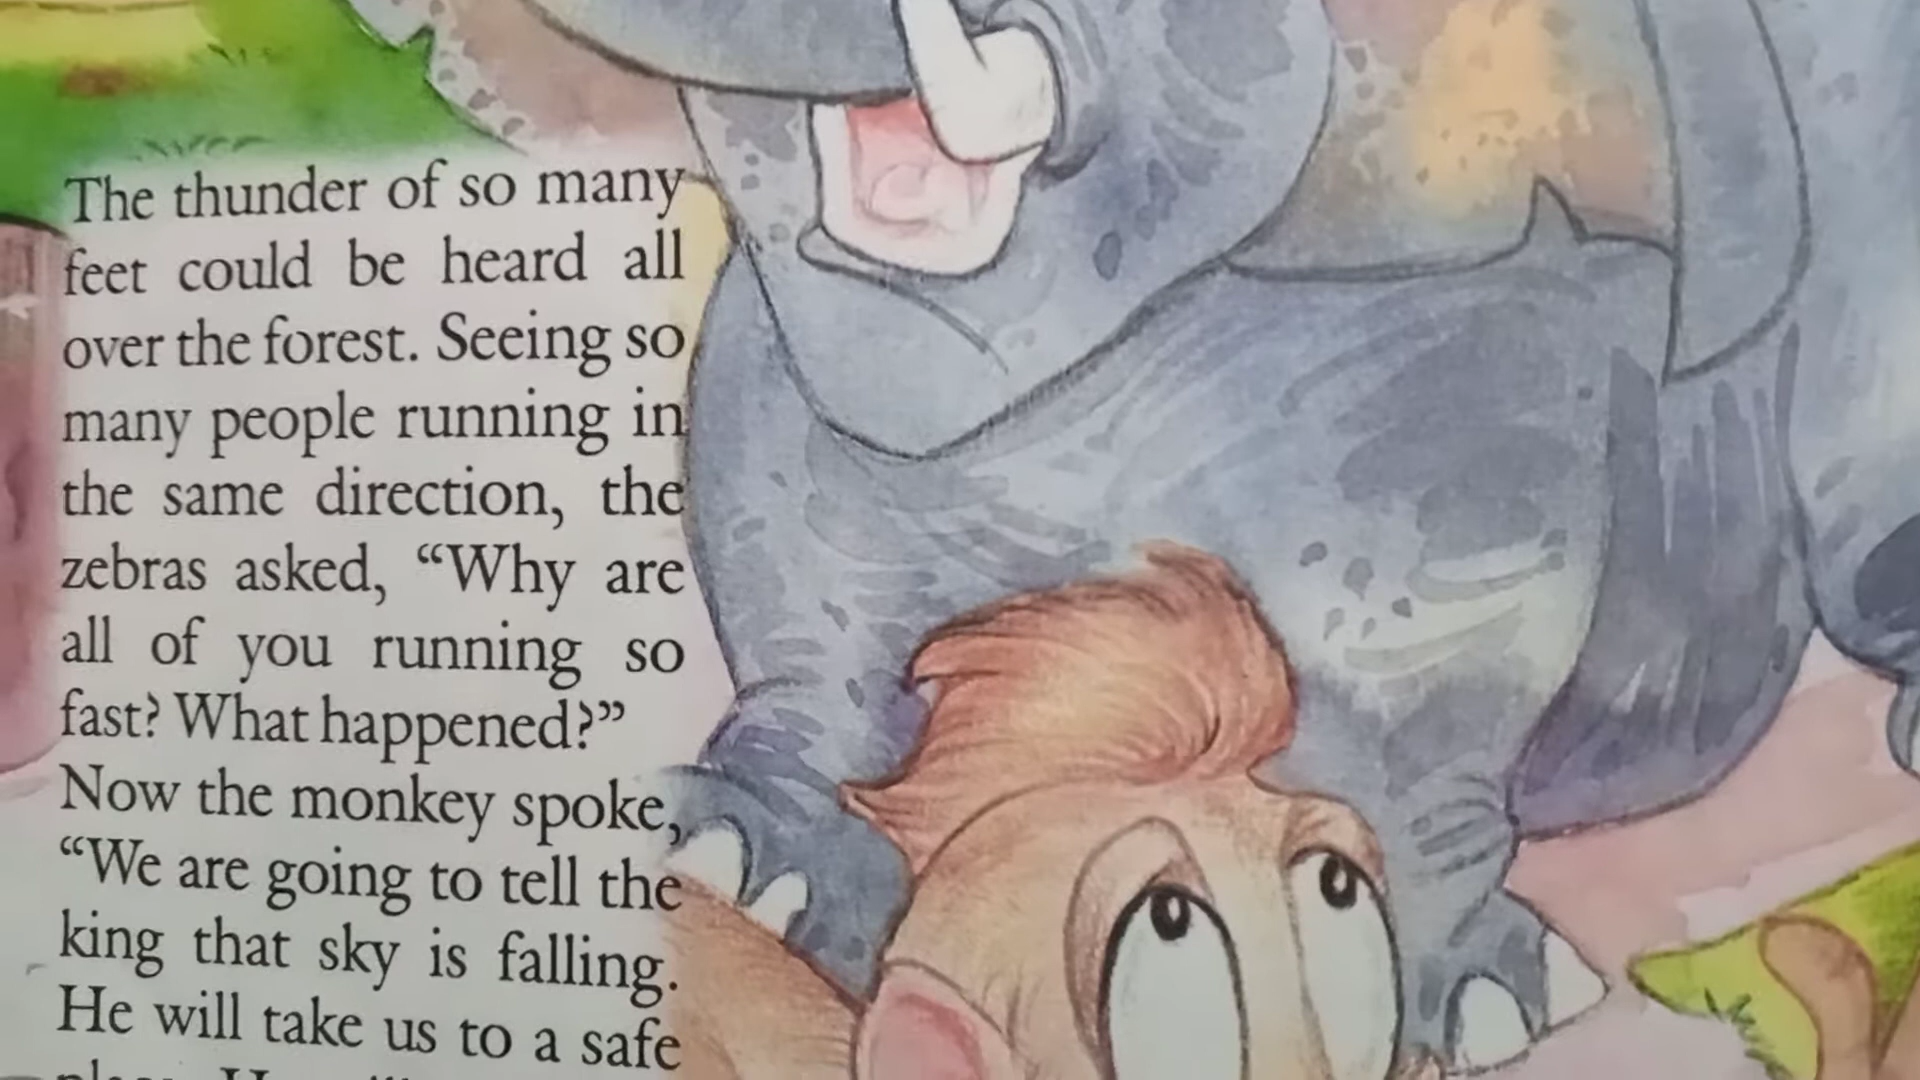 The thunder of so many
feet could be heard all
over the forest. Seeing so
many people running in
the same direction, the
zebras asked, “Why are
all of you running so
fast? What happened?”
Now the monkey spoke,
“We are going to tell the
king that sky is falling.
He will take us to a safe